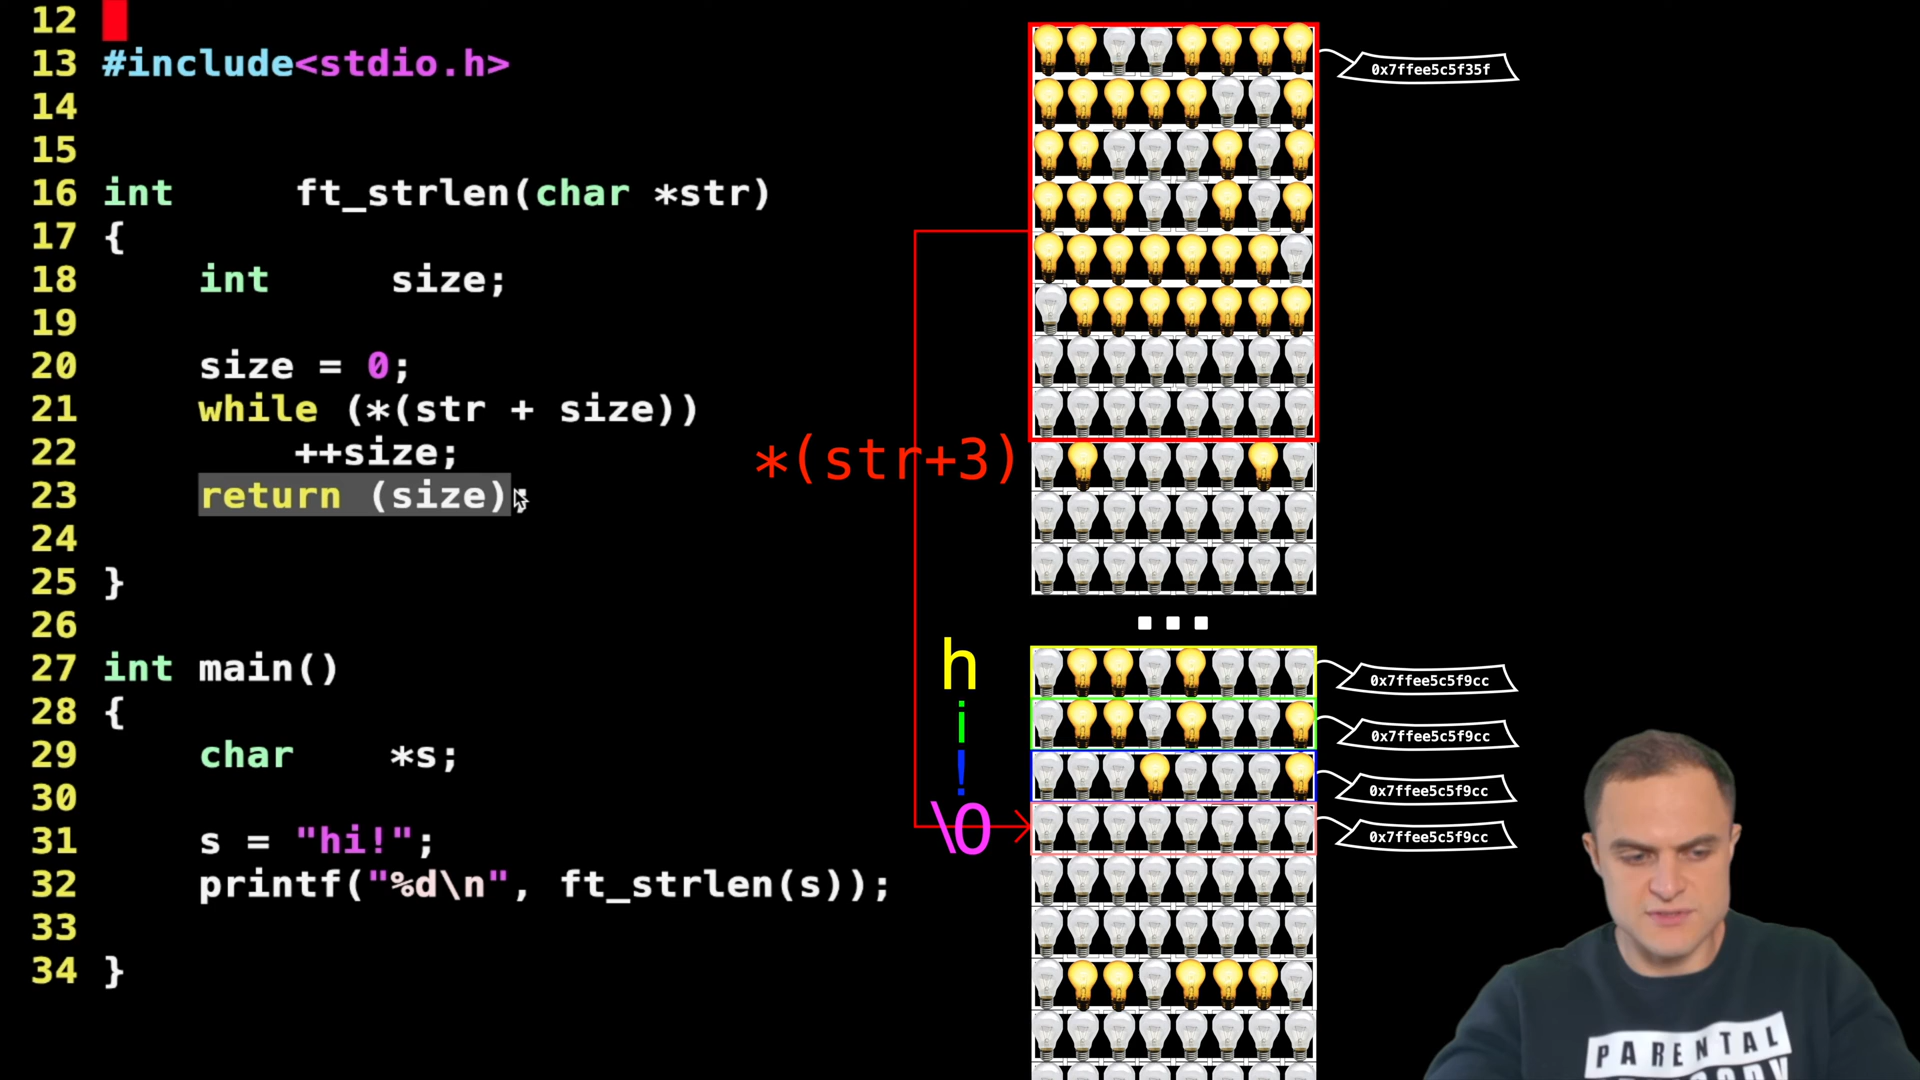 12
13 #include<stdio.h>
14
15
16 int ft_strlen(char *str)
17 {
18 int size;
19
20 size = 0;
21 while (*(str + size))
22 ++size;
23 return (size);
24
25 }
26
27 int main()
28 {
29 char *s;
30
31 s = "hi!";
32 printf("%d\n", ft_strlen(s));
33
34 }
*(str+3)
h
i
!
\0
...
0x7ffee5c5f35f
0x7ffee5c5f9cc
0x7ffee5c5f9cc
0x7ffee5c5f9cc
0x7ffee5c5f9cc
PARENTAL